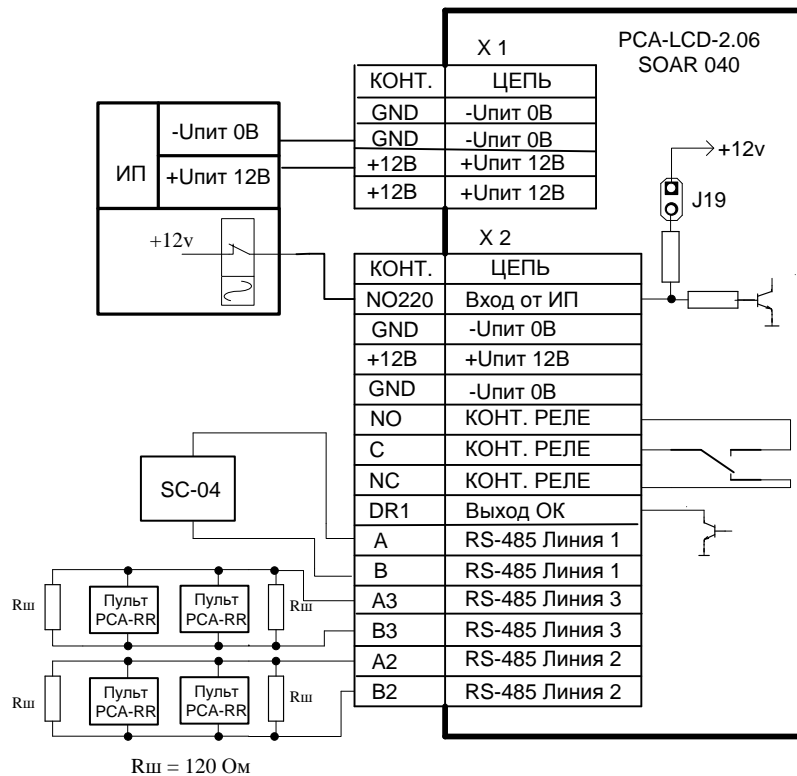 PCA-LCD-2.06
SOAR 040
X 1
КОНТ. ЦЕПЬ
GND -Uпит 0В
GND -Uпит 0В
+12В +Uпит 12В
+12В +Uпит 12В
ИП
-Uпит 0В
+Uпит 12В
+12v
+12v
J19
X 2
КОНТ. ЦЕПЬ
NO220 Вход от ИП
GND -Uпит 0В
+12В +Uпит 12В
GND -Uпит 0В
NO КОНТ. РЕЛЕ
C КОНТ. РЕЛЕ
NC КОНТ. РЕЛЕ
DR1 Выход ОК
A RS-485 Линия 1
B RS-485 Линия 1
A3 RS-485 Линия 3
B3 RS-485 Линия 3
A2 RS-485 Линия 2
B2 RS-485 Линия 2
SC-04
Rш
Пульт
PCA-RR
Пульт
PCA-RR
Rш
Rш
Пульт
PCA-RR
Пульт
PCA-RR
Rш
Rш = 120 Ом